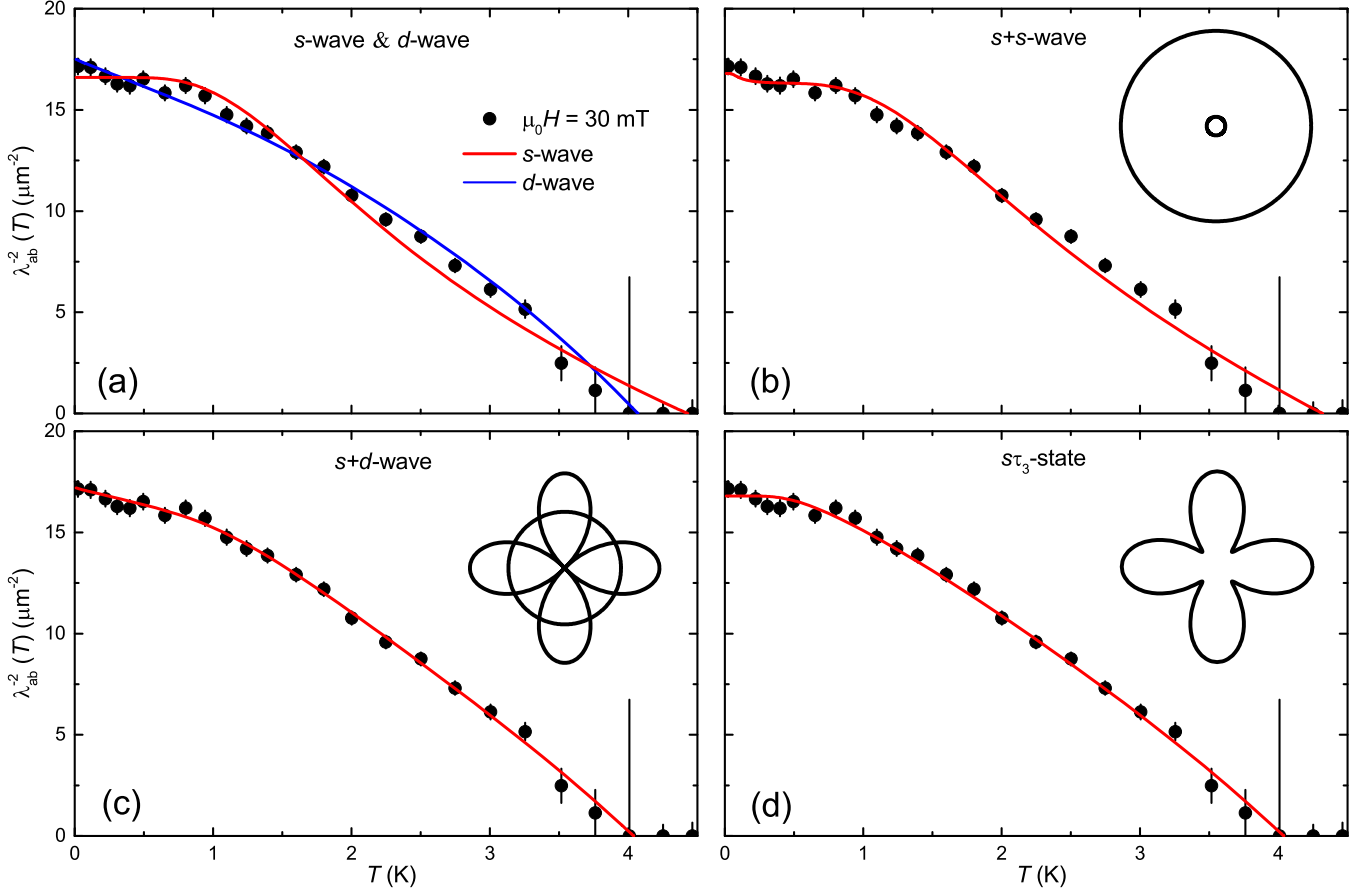 20
s-wave & d-wave
s+s-wave
15
μ₀H = 30 mT
s-wave
d-wave
10
λ_ab^-2 (T) (μm^-2)
5
(a)
(b)
0
20
s+d-wave
sτ₃-state
15
10
λ_ab^-2 (T) (μm^-2)
5
(c)
(d)
0
0 1 2 3 4
0 1 2 3 4
T (K)
T (K)